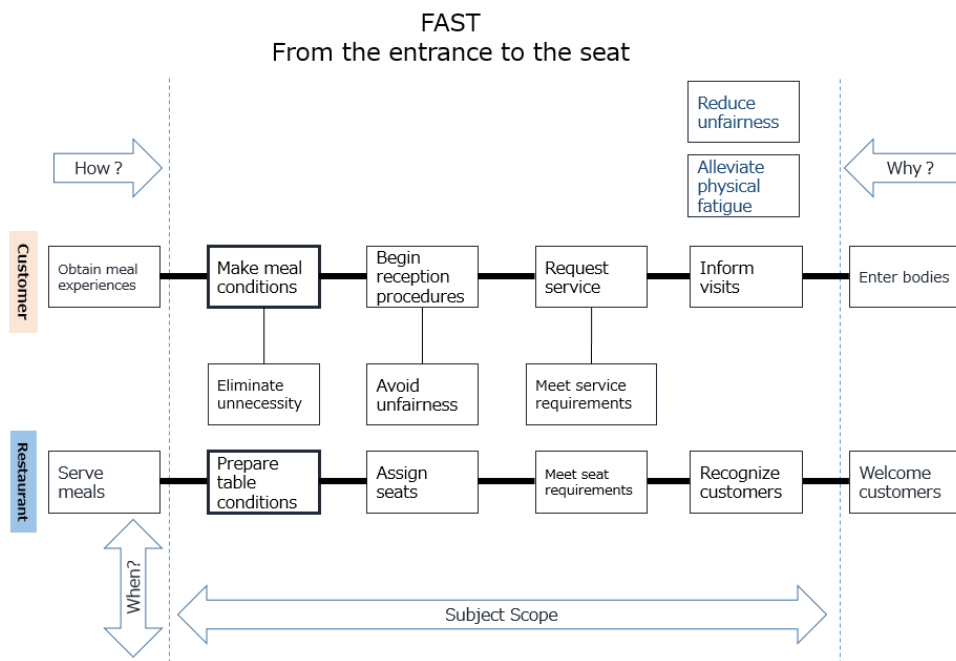 FAST
From the entrance to the seat
Reduce
unfairness
How ?
Alleviate
physical
fatigue
Why ?
Customer
Obtain meal
experiences
Make meal
conditions
Begin
reception
procedures
Request
service
Inform
visits
Enter bodies
Eliminate
unnecessity
Avoid
unfairness
Meet service
requirements
Restaurant
Serve
meals
Prepare
table
conditions
Assign
seats
Meet seat
requirements
Recognize
customers
Welcome
customers
When?
Subject Scope